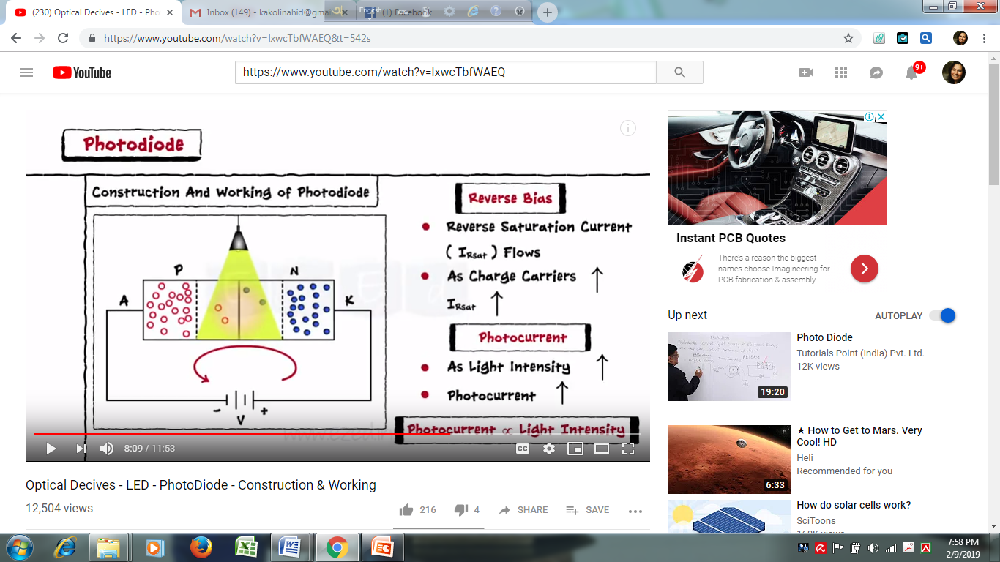 (230) Optical Decives - LED - Pho
Inbox (149) - kakolinahid@gma
English
(1) Facebook
https://www.youtube.com/watch?v=IxwcTbfWAEQ&t=542s
YouTube
https://www.youtube.com/watch?v=IxwcTbfWAEQ
9+
Photodiode
Construction And Working of Photodiode
P
N
A
K
-
+
V
Reverse Bias
Reverse Saturation Current
( IRsat ) Flows
As Charge Carriers ↑
IRsat ↑
Photocurrent
As Light Intensity ↑
Photocurrent ↑
Photocurrent ∝ Light Intensity
8:09 / 11:53
CC
Optical Decives - LED - PhotoDiode - Construction & Working
12,504 views
216
4
SHARE
SAVE
Instant PCB Quotes
There's a reason the biggest
names choose Imagineering for
PCB fabrication & assembly.
Up next
AUTOPLAY
19:20
Photo Diode
Tutorials Point (India) Pvt. Ltd.
12K views
6:33
★ How to Get to Mars. Very
Cool! HD
Heli
Recommended for you
How do solar cells work?
SciToons
7:58 PM
2/9/2019